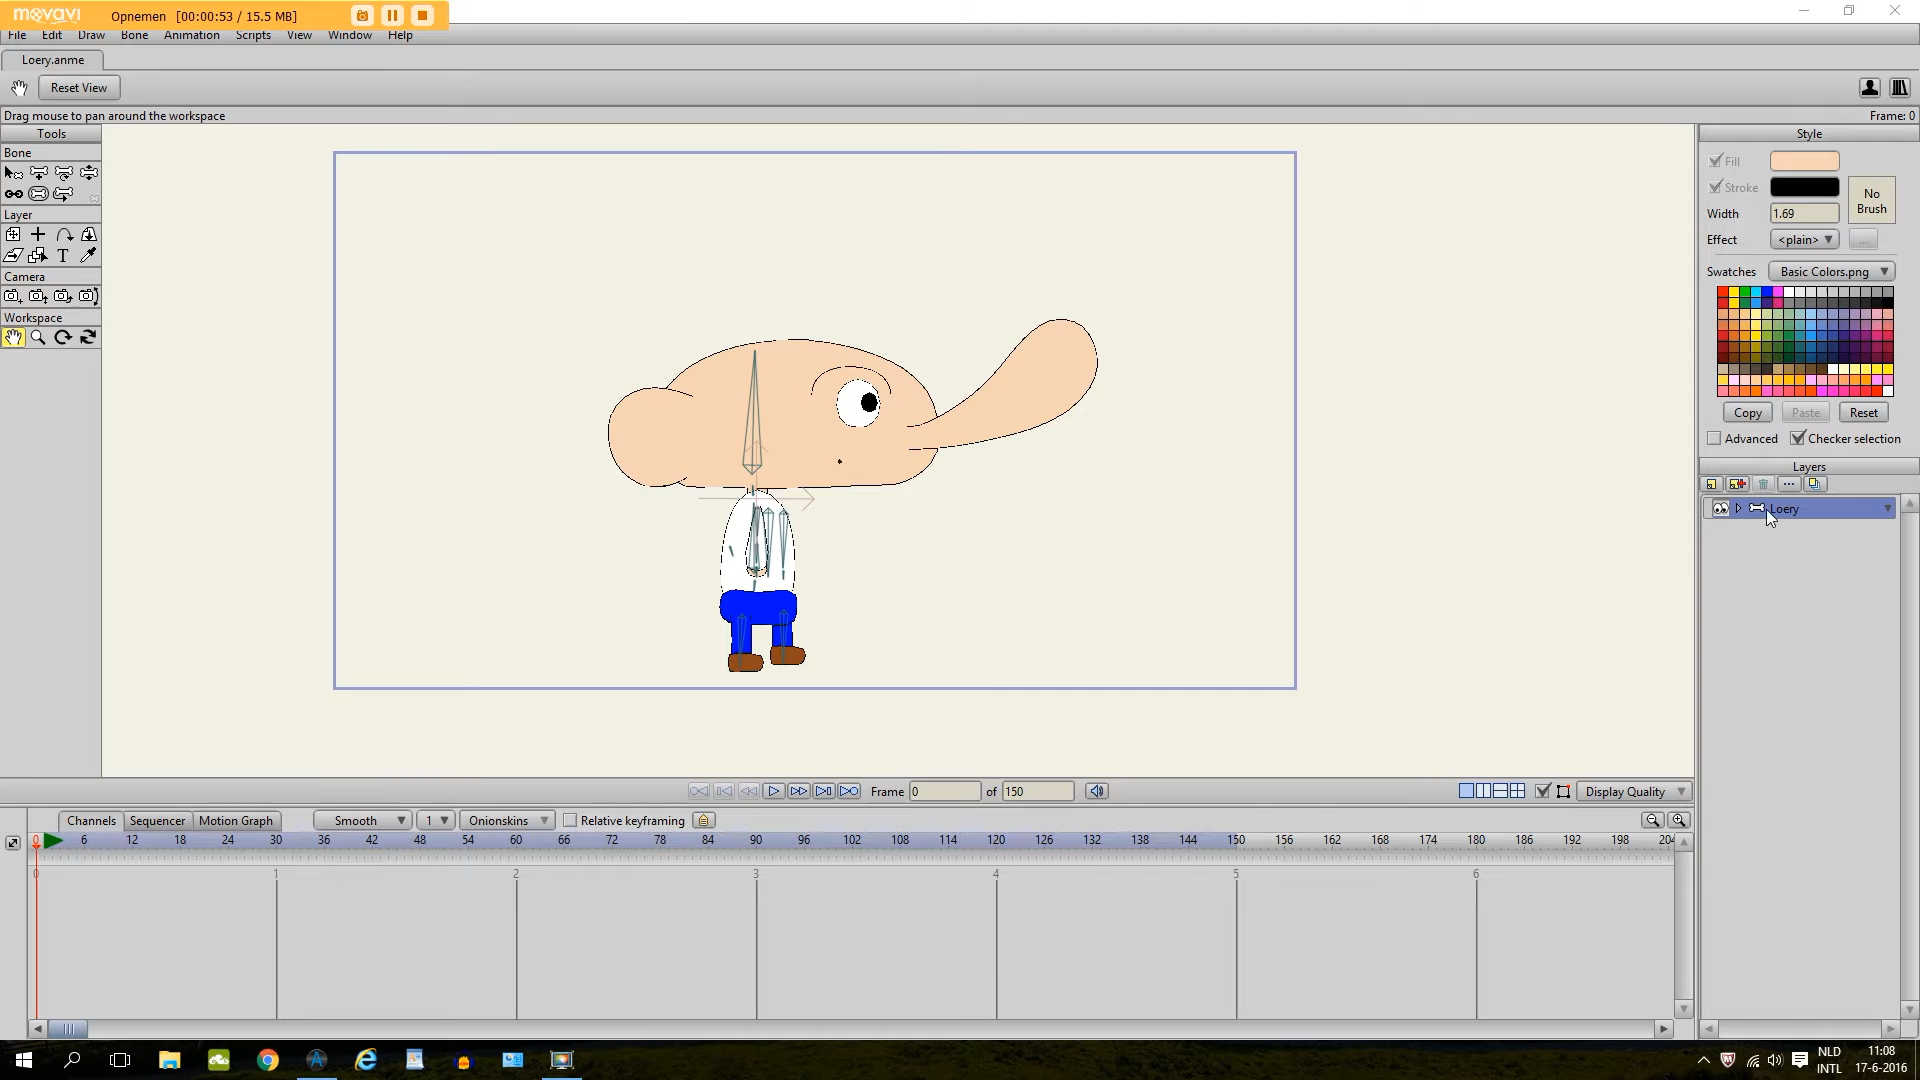 movavi Opnemen [00:00:53 / 15.5 MB]
File Edit Draw Bone Animation Scripts View Window Help
Loery.anme
Reset View
Drag mouse to pan around the workspace Frame: 0
Tools
Bone
Layer
T
Camera
Workspace
Style
Fill
Stroke
No
Brush
Width 1.69
Effect <plain> ...
Swatches Basic Colors.png
Copy Paste Reset
Advanced Checker selection
Layers
Loery
Frame 0 of 150 Display Quality
Channels Sequencer Motion Graph Smooth 1 Onionskins Relative keyframing
0 6 12 18 24 30 36 42 48 54 60 66 72 78 84 90 96 102 108 114 120 126 132 138 144 150 156 162 168 174 180 186 192 198 204
0 1 2 3 4 5 6
NLD 11:08
INTL 17-6-2016